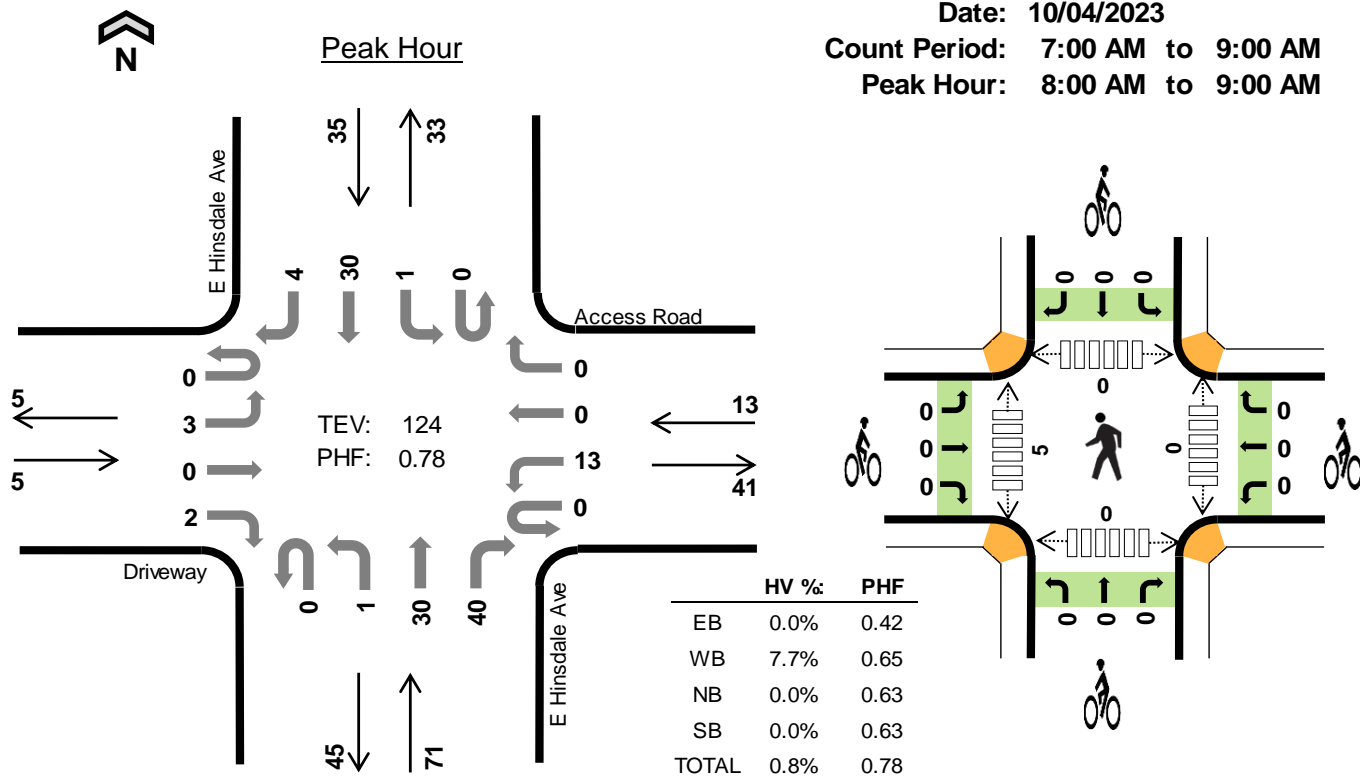 N
Peak Hour
Date: 10/04/2023
Count Period: 7:00 AM to 9:00 AM
Peak Hour: 8:00 AM to 9:00 AM
35
33
E Hinsdale Ave
4
30
1
0
Access Road
0
3
0
2
5
5
TEV: 124
PHF: 0.78
0
0
13
0
13
41
Driveway
0
1
30
40
E Hinsdale Ave
45
71
HV %: PHF
EB 0.0% 0.42
WB 7.7% 0.65
NB 0.0% 0.63
SB 0.0% 0.63
TOTAL 0.8% 0.78
0 0 0
0
0
0
0
5
0
0
0
0
0
0 0 0